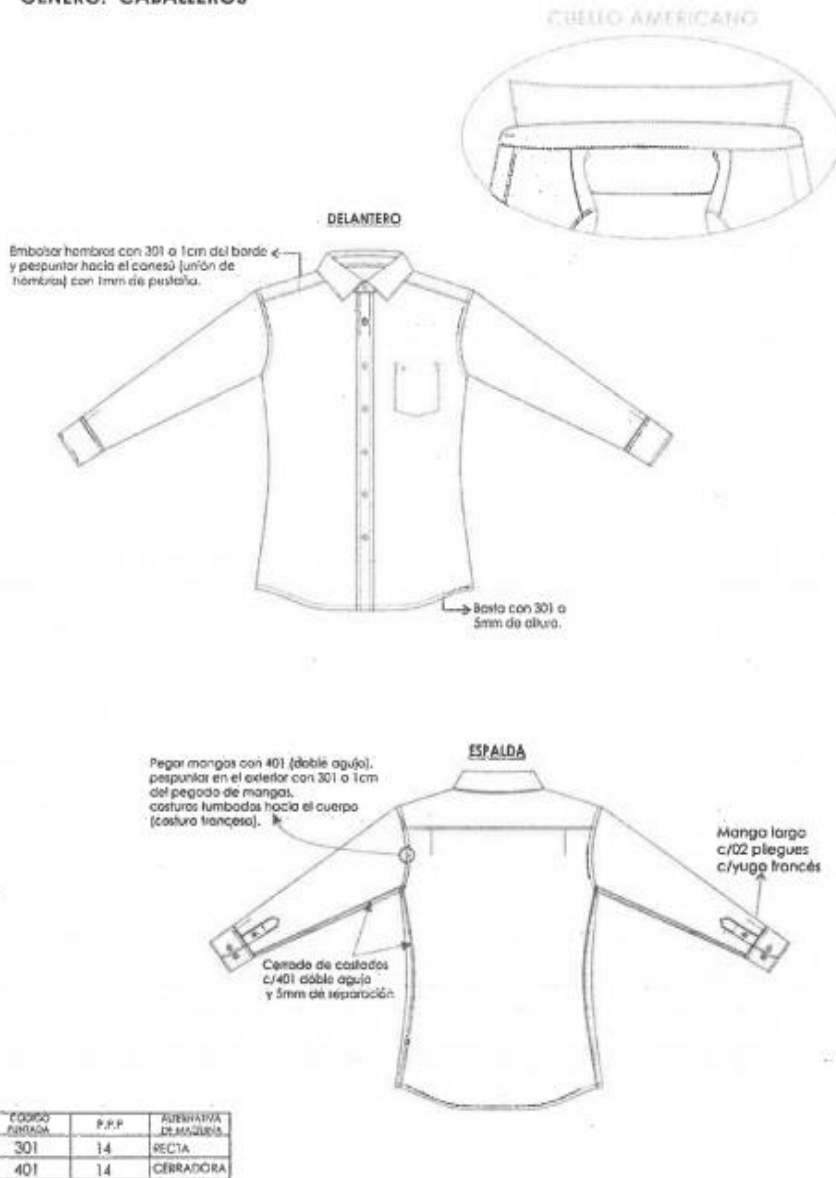 GÉNERO: CABALLEROS
CUELLO AMERICANO
DELANTERO
Embolsar hombros con 301 a 1cm del borde
y pespuntar hacia el canesú (unión de
hombros) con 1mm de pestaña.
Basta con 301 a
5mm de altura.
ESPALDA
Pegar mangas con 401 (doble aguja),
pespuntar en el exterior con 301 a 1cm
del pegado de mangas,
costuras tumbadas hacia el cuerpo
(costura francesa).
Manga larga
c/02 pliegues
c/yugo francés
Cerrado de costados
c/401 doble aguja
y 5mm de separación
CODIGO PUNTADA P.P.P ALTERNATIVA DE MAQUINA
301 14 RECTA
401 14 CERRADORA